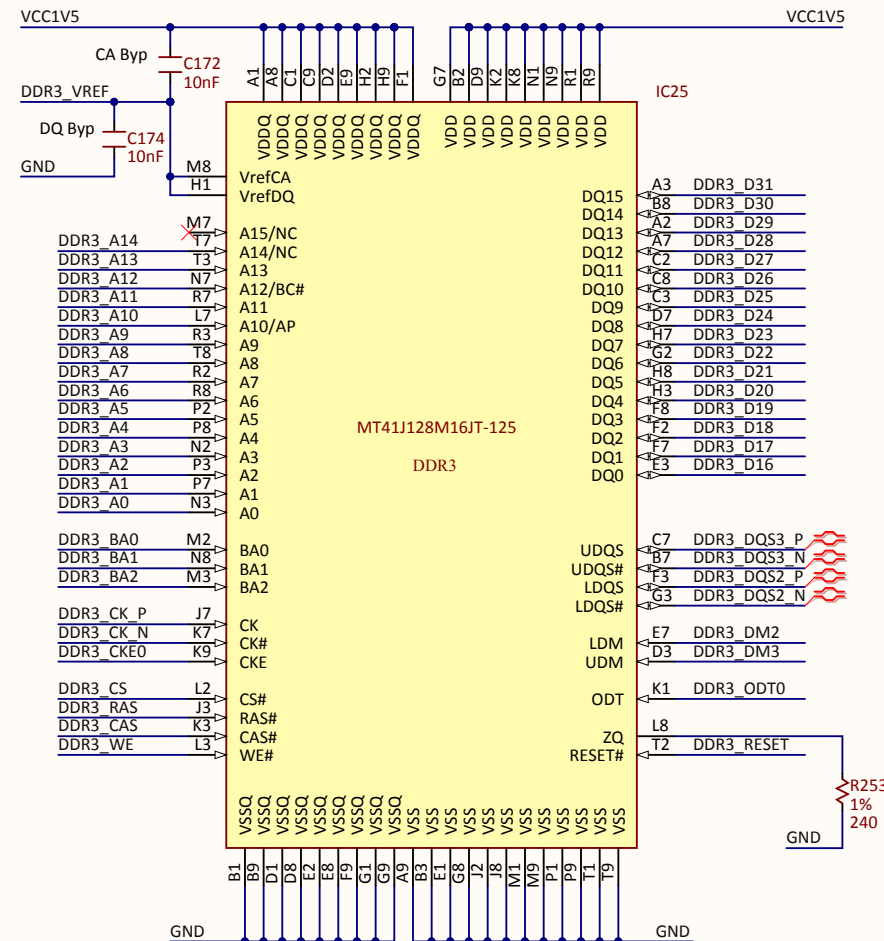 VCC1V5 VCC1V5
CA Byp C172
10nF
A1 A8 C1 C9 D2 E9 H2 H9 F1 G7 B2 D9 K2 K8 N1 N9 R1 R9
DDR3_VREF IC25
DQ Byp C174
10nF
VDDQ VDDQ VDDQ VDDQ VDDQ VDDQ VDDQ VDDQ VDDQ VDD VDD VDD VDD VDD VDD VDD VDD VDD
GND
M8 VrefCA
H1 VrefDQ
M7 A15/NC
DDR3_A14 T7 A14/NC
DDR3_A13 T3 A13
DDR3_A12 N7 A12/BC#
DDR3_A11 R7 A11
DDR3_A10 L7 A10/AP
DDR3_A9 R3 A9
DDR3_A8 T8 A8
DDR3_A7 R2 A7
DDR3_A6 R8 A6
DDR3_A5 P2 A5
DDR3_A4 P8 A4
DDR3_A3 N2 A3
DDR3_A2 P3 A2
DDR3_A1 P7 A1
DDR3_A0 N3 A0
DDR3_BA0 M2 BA0
DDR3_BA1 N8 BA1
DDR3_BA2 M3 BA2
DDR3_CK_P J7 CK
DDR3_CK_N K7 CK#
DDR3_CKE0 K9 CKE
DDR3_CS L2 CS#
DDR3_RAS J3 RAS#
DDR3_CAS K3 CAS#
DDR3_WE L3 WE#
MT41J128M16JT-125
DDR3
DQ15 A3 DDR3_D31
DQ14 B8 DDR3_D30
DQ13 A2 DDR3_D29
DQ12 A7 DDR3_D28
DQ11 C2 DDR3_D27
DQ10 C8 DDR3_D26
DQ9 C3 DDR3_D25
DQ8 D7 DDR3_D24
DQ7 H7 DDR3_D23
DQ6 G2 DDR3_D22
DQ5 H8 DDR3_D21
DQ4 H3 DDR3_D20
DQ3 F8 DDR3_D19
DQ2 F2 DDR3_D18
DQ1 F7 DDR3_D17
DQ0 E3 DDR3_D16
UDQS C7 DDR3_DQS3_P
UDQS# B7 DDR3_DQS3_N
LDQS F3 DDR3_DQS2_P
LDQS# G3 DDR3_DQS2_N
LDM E7 DDR3_DM2
UDM D3 DDR3_DM3
ODT K1 DDR3_ODT0
ZQ L8
RESET# T2 DDR3_RESET
R253
1%
240
GND
VSSQ VSSQ VSSQ VSSQ VSSQ VSSQ VSSQ VSSQ VSSQ VSS VSS VSS VSS VSS VSS VSS VSS VSS VSS VSS VSS
B1 B9 D1 D8 E2 E8 F9 G1 G9 A9 B3 E1 G8 J2 J8 M1 M9 P1 P9 T1 T9
GND GND